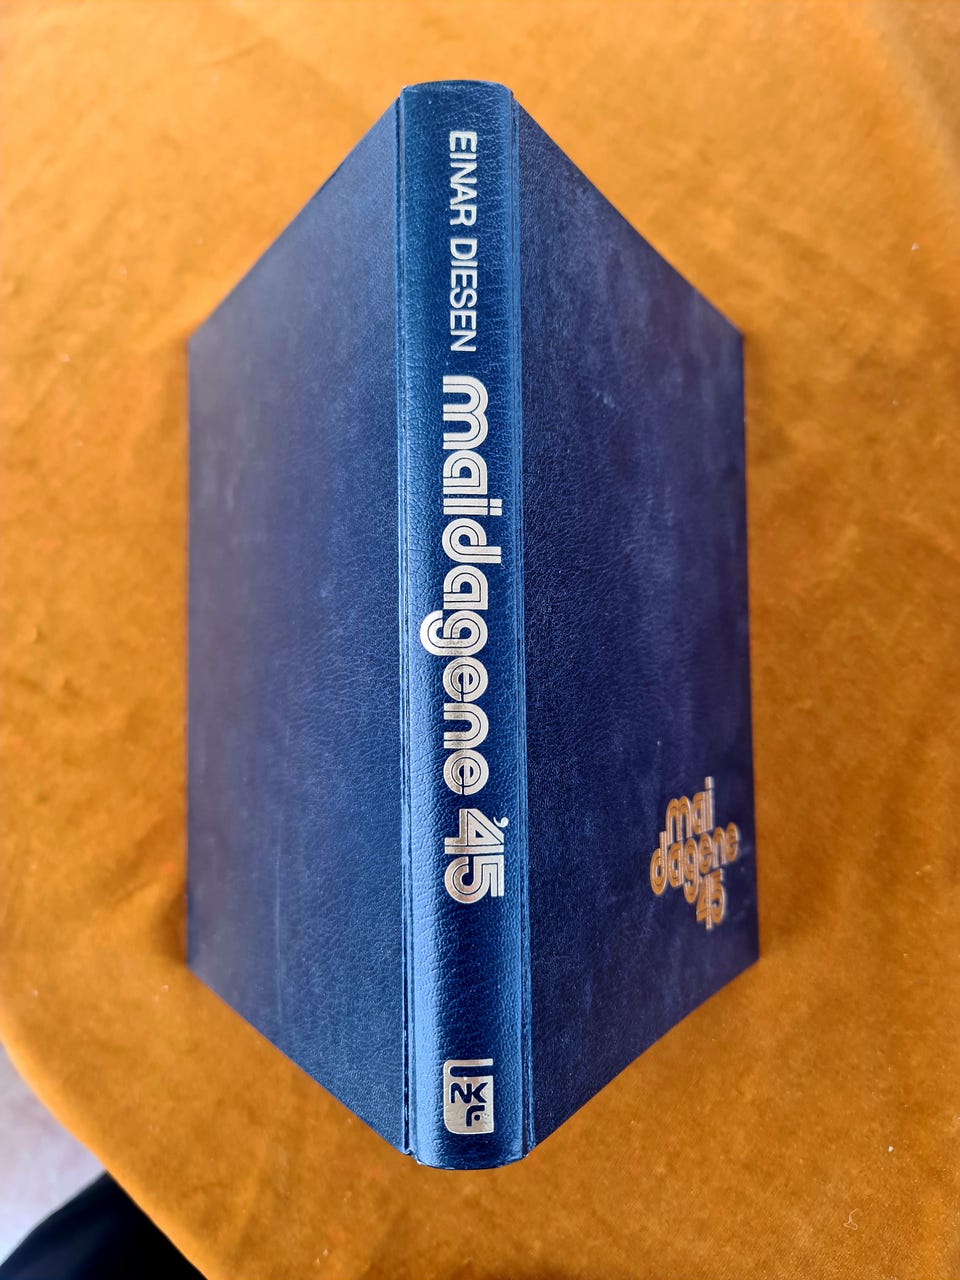 EINAR DIESEN maidagene '45
NKF
mai
dagene
'45